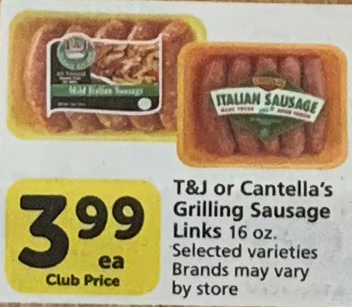 Mild Italian Sausage
ITALIAN SAUSAGE
3.99
ea
Club Price
T&J or Cantella's
Grilling Sausage
Links 16 oz.
Selected varieties
Brands may vary
by store